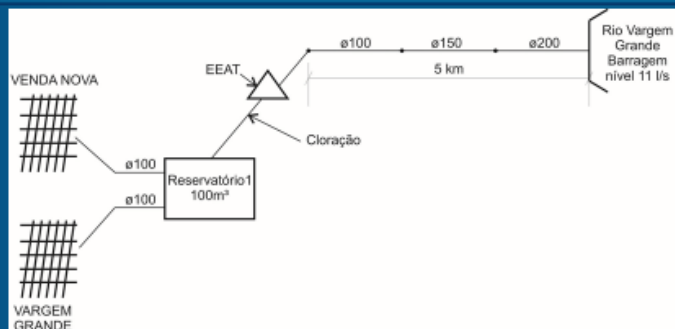 ø100
ø150
ø200
Rio Vargem
Grande
Barragem
nível 11 l/s
EEAT
5 km
VENDA NOVA
Cloração
ø100
Reservatório1
100m³
ø100
VARGEM
GRANDE